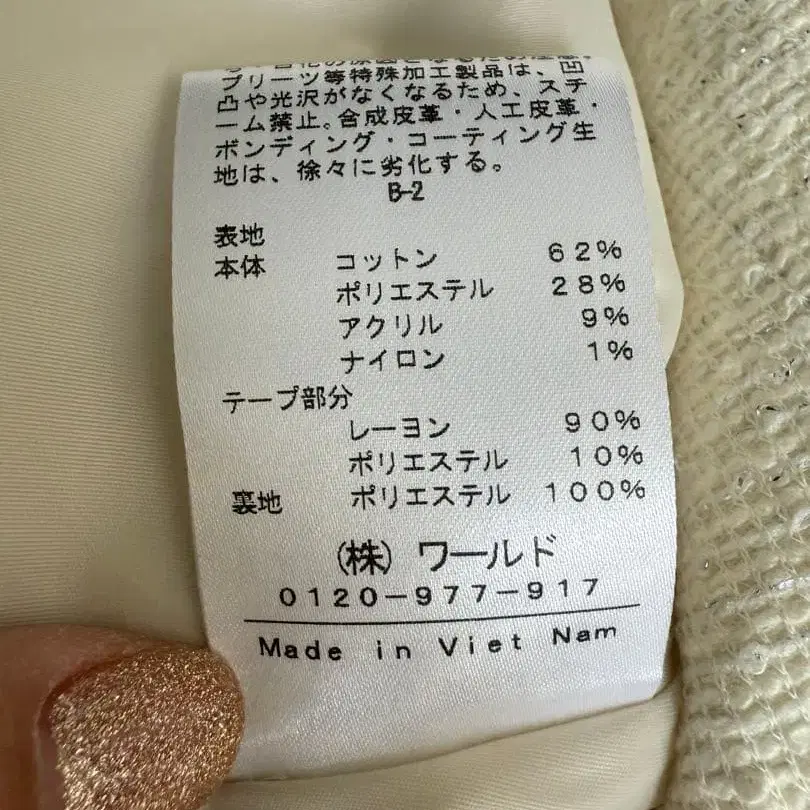 プリーツ等特殊加工製品は、凹
凸や光沢がなくなるため、スチ
ーム禁止。合成皮革・人工皮革・
ボンディング・コーティング生
地は、徐々に劣化する。
B-2
表地
本体 コットン 62%
ポリエステル 28%
アクリル 9%
ナイロン 1%
テープ部分
レーヨン 90%
ポリエステル 10%
裏地 ポリエステル 100%
(株) ワールド
0120-977-917
Made in Viet Nam